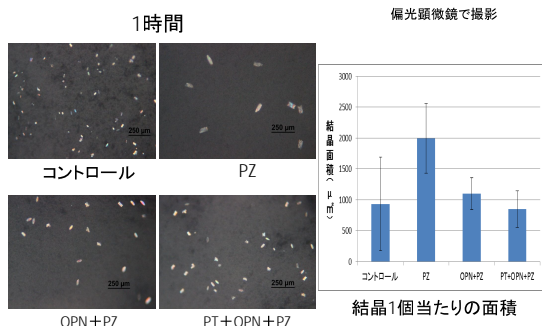 1時間
偏光顕微鏡で撮影
250 μm
250 μm
コントロール
PZ
250 μm
250 μm
OPN+PZ
PT+OPN+PZ
3000
2500
2000
1500
1000
500
0
結晶面積(μ㎡)
コントロール
PZ
OPN+PZ
PT+OPN+PZ
結晶1個当たりの面積